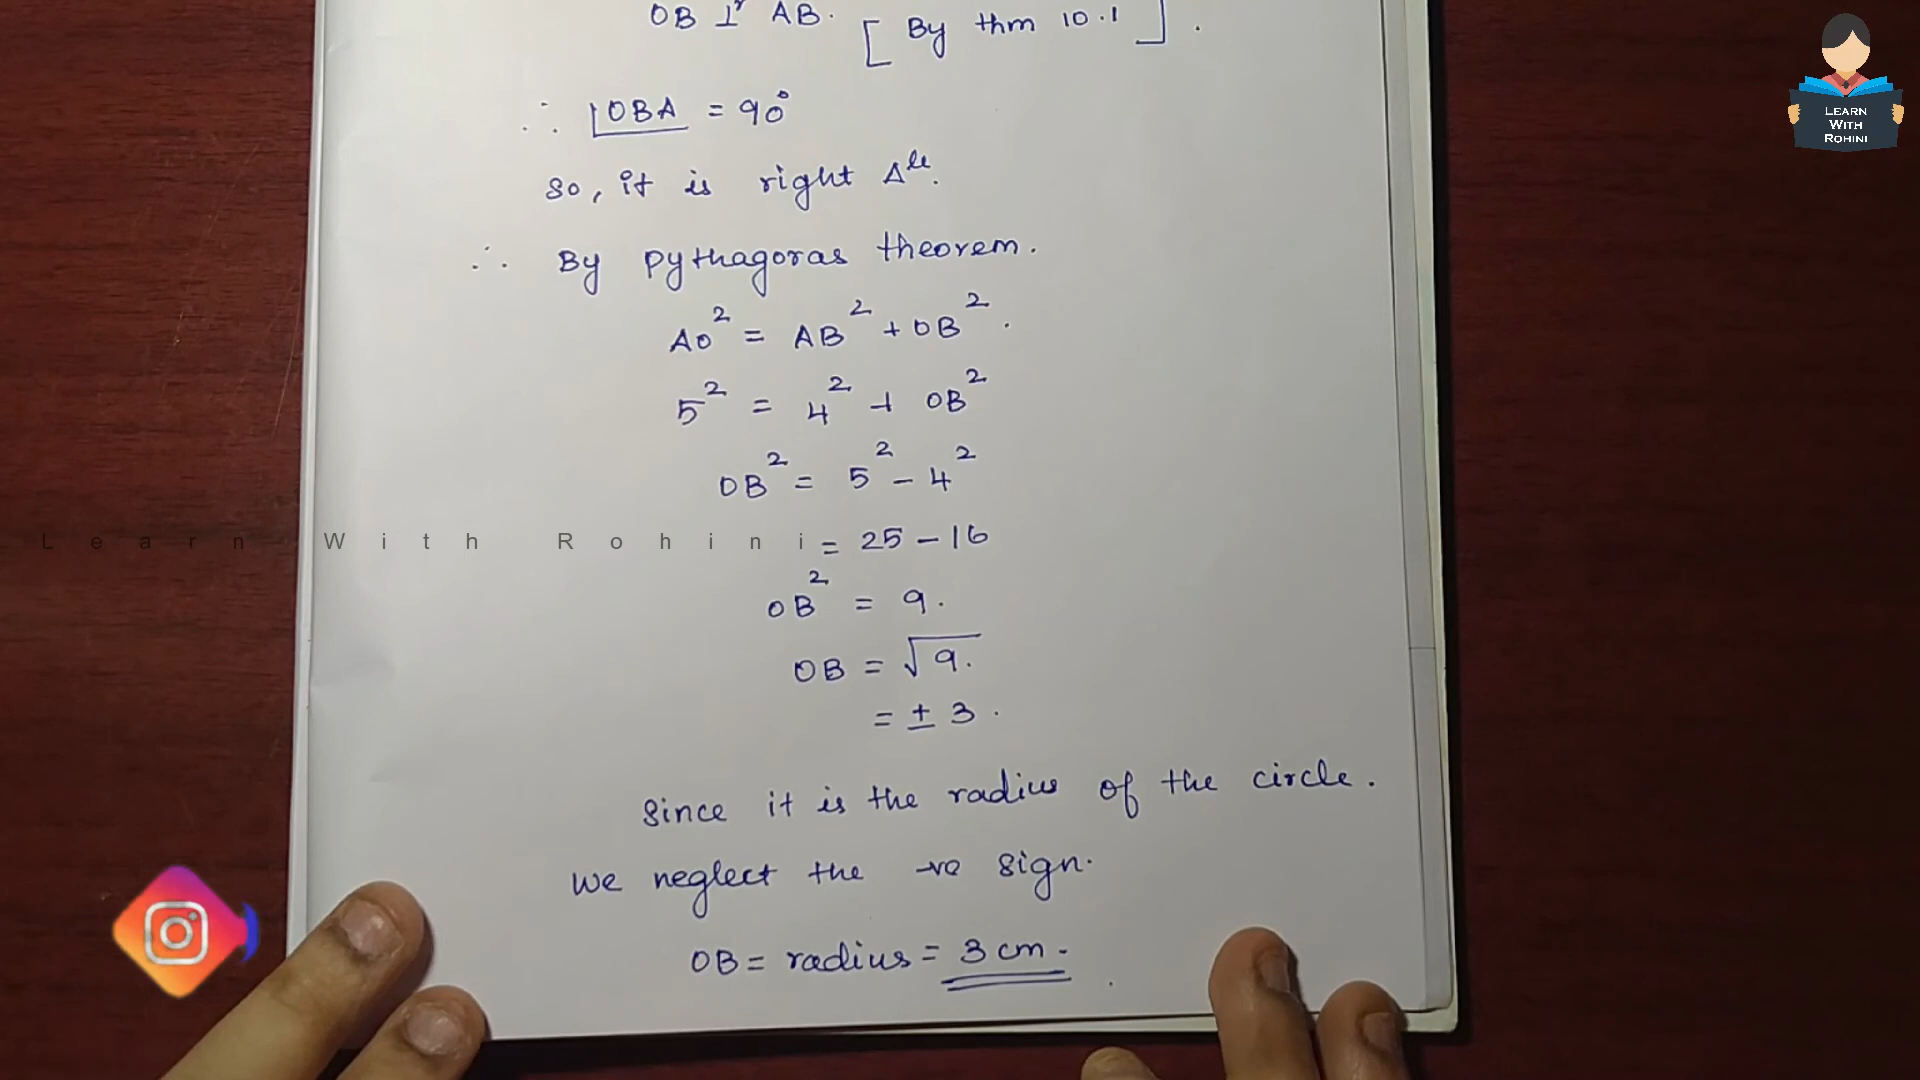 OB ⊥r AB. [ By thm 10.1 ].
∴ ∠OBA = 90°
So, it is right Δle.
∴ By Pythagoras theorem.
AO² = AB² + OB².
5² = 4² + OB²
OB² = 5² - 4²
= 25 - 16
OB² = 9.
OB = √9.
= ± 3.
Since it is the radius of the circle.
we neglect the -ve sign.
OB = radius = 3 cm.
Learn With Rohini
LEARN
WITH
ROHINI